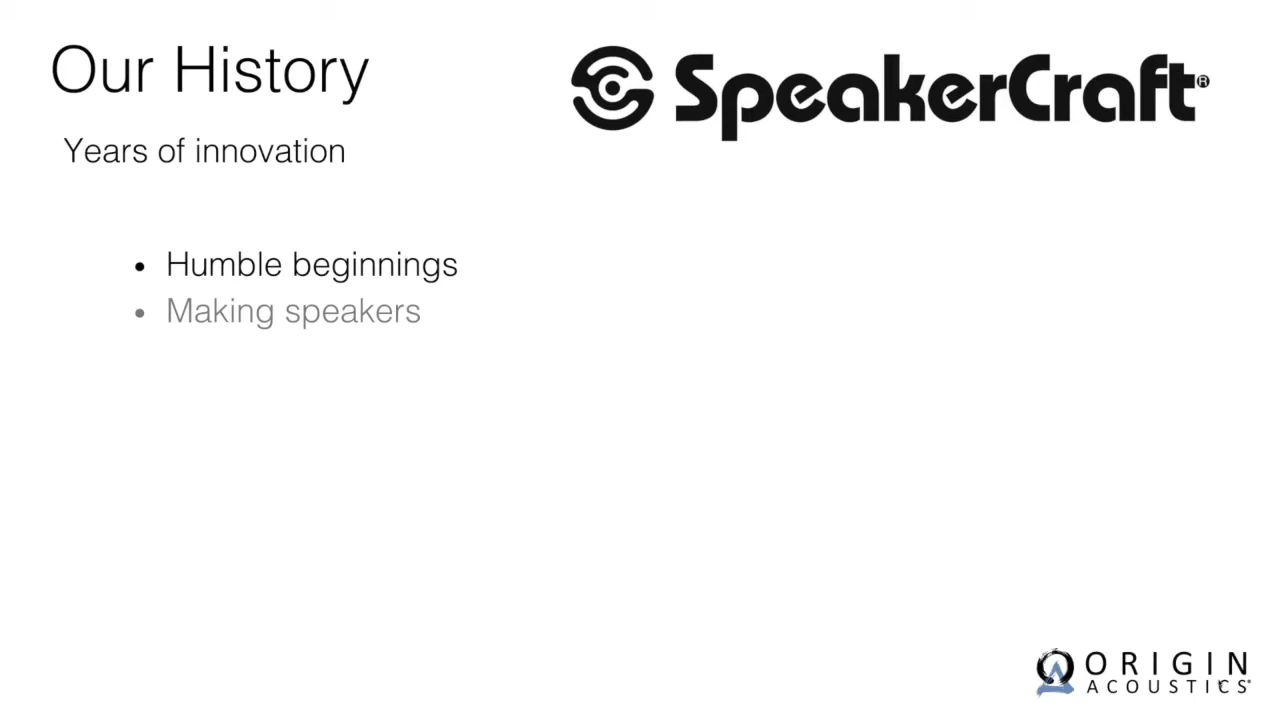 Our History
SpeakerCraft®
Years of innovation
• Humble beginnings
• Making speakers
ORIGIN
ACOUSTICS®